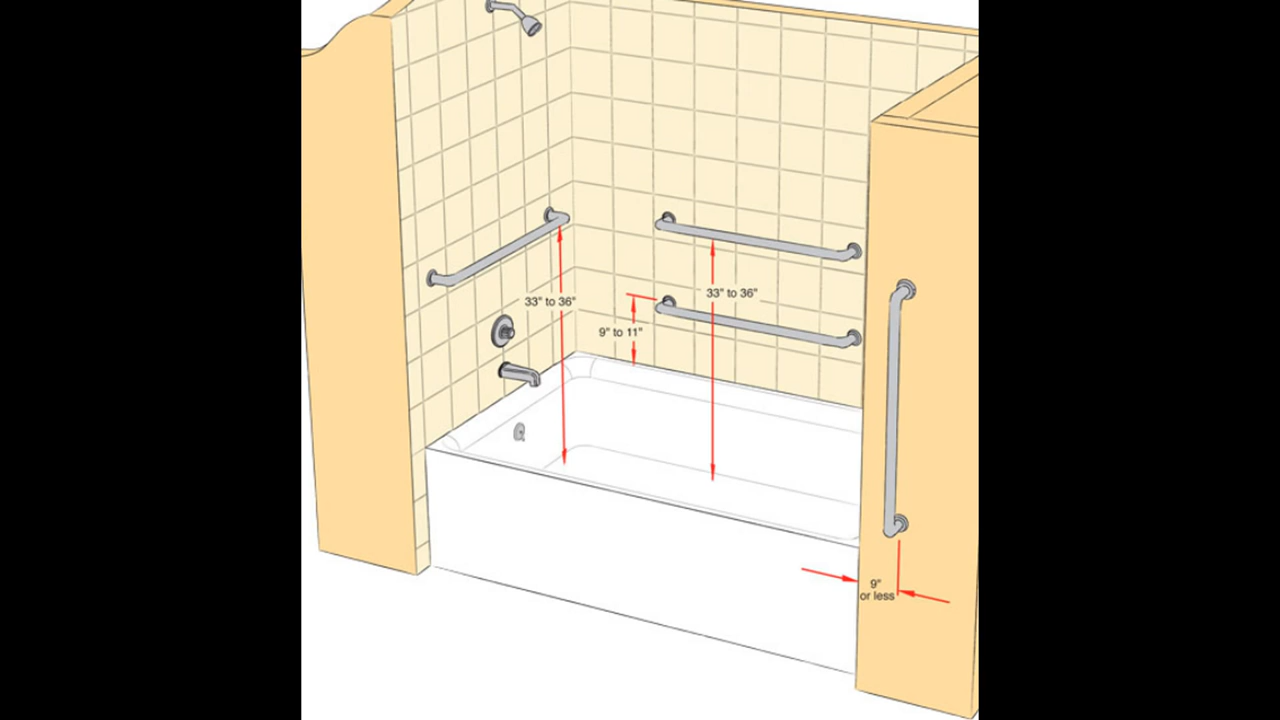 33" to 36"
33" to 36"
9" to 11"
9"
or less